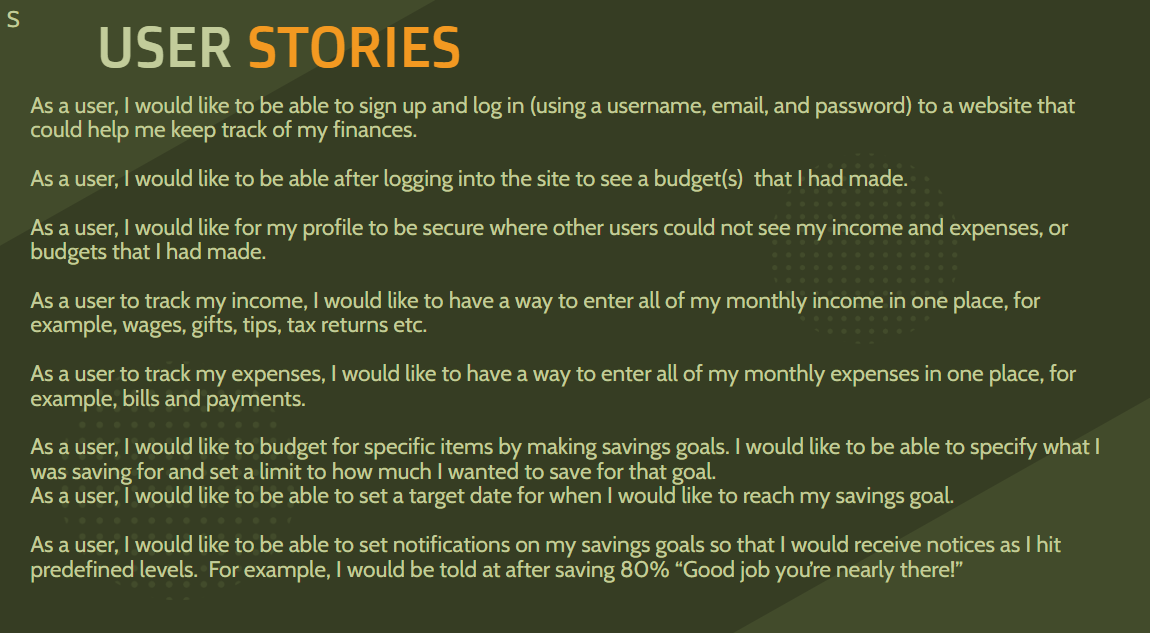 S
USER STORIES
As a user, I would like to be able to sign up and log in (using a username, email, and password) to a website that
could help me keep track of my finances.
As a user, I would like to be able after logging into the site to see a budget(s)  that I had made.
As a user, I would like for my profile to be secure where other users could not see my income and expenses, or
budgets that I had made.
As a user to track my income, I would like to have a way to enter all of my monthly income in one place, for
example, wages, gifts, tips, tax returns etc.
As a user to track my expenses, I would like to have a way to enter all of my monthly expenses in one place, for
example, bills and payments.
As a user, I would like to budget for specific items by making savings goals. I would like to be able to specify what I
was saving for and set a limit to how much I wanted to save for that goal.
As a user, I would like to be able to set a target date for when I would like to reach my savings goal.
As a user, I would like to be able to set notifications on my savings goals so that I would receive notices as I hit
predefined levels.  For example, I would be told at after saving 80% “Good job you’re nearly there!”